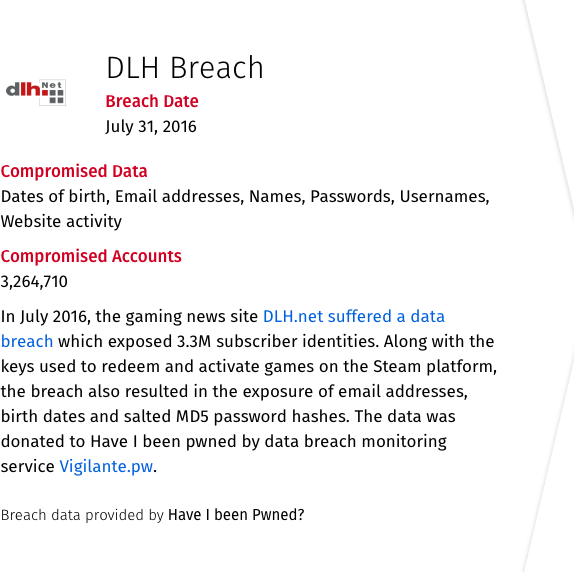 dlh.Net
DLH Breach
Breach Date
July 31, 2016
Compromised Data
Dates of birth, Email addresses, Names, Passwords, Usernames,
Website activity
Compromised Accounts
3,264,710
In July 2016, the gaming news site DLH.net suffered a data
breach which exposed 3.3M subscriber identities. Along with the
keys used to redeem and activate games on the Steam platform,
the breach also resulted in the exposure of email addresses,
birth dates and salted MD5 password hashes. The data was
donated to Have I been pwned by data breach monitoring
service Vigilante.pw.
Breach data provided by Have I been Pwned?